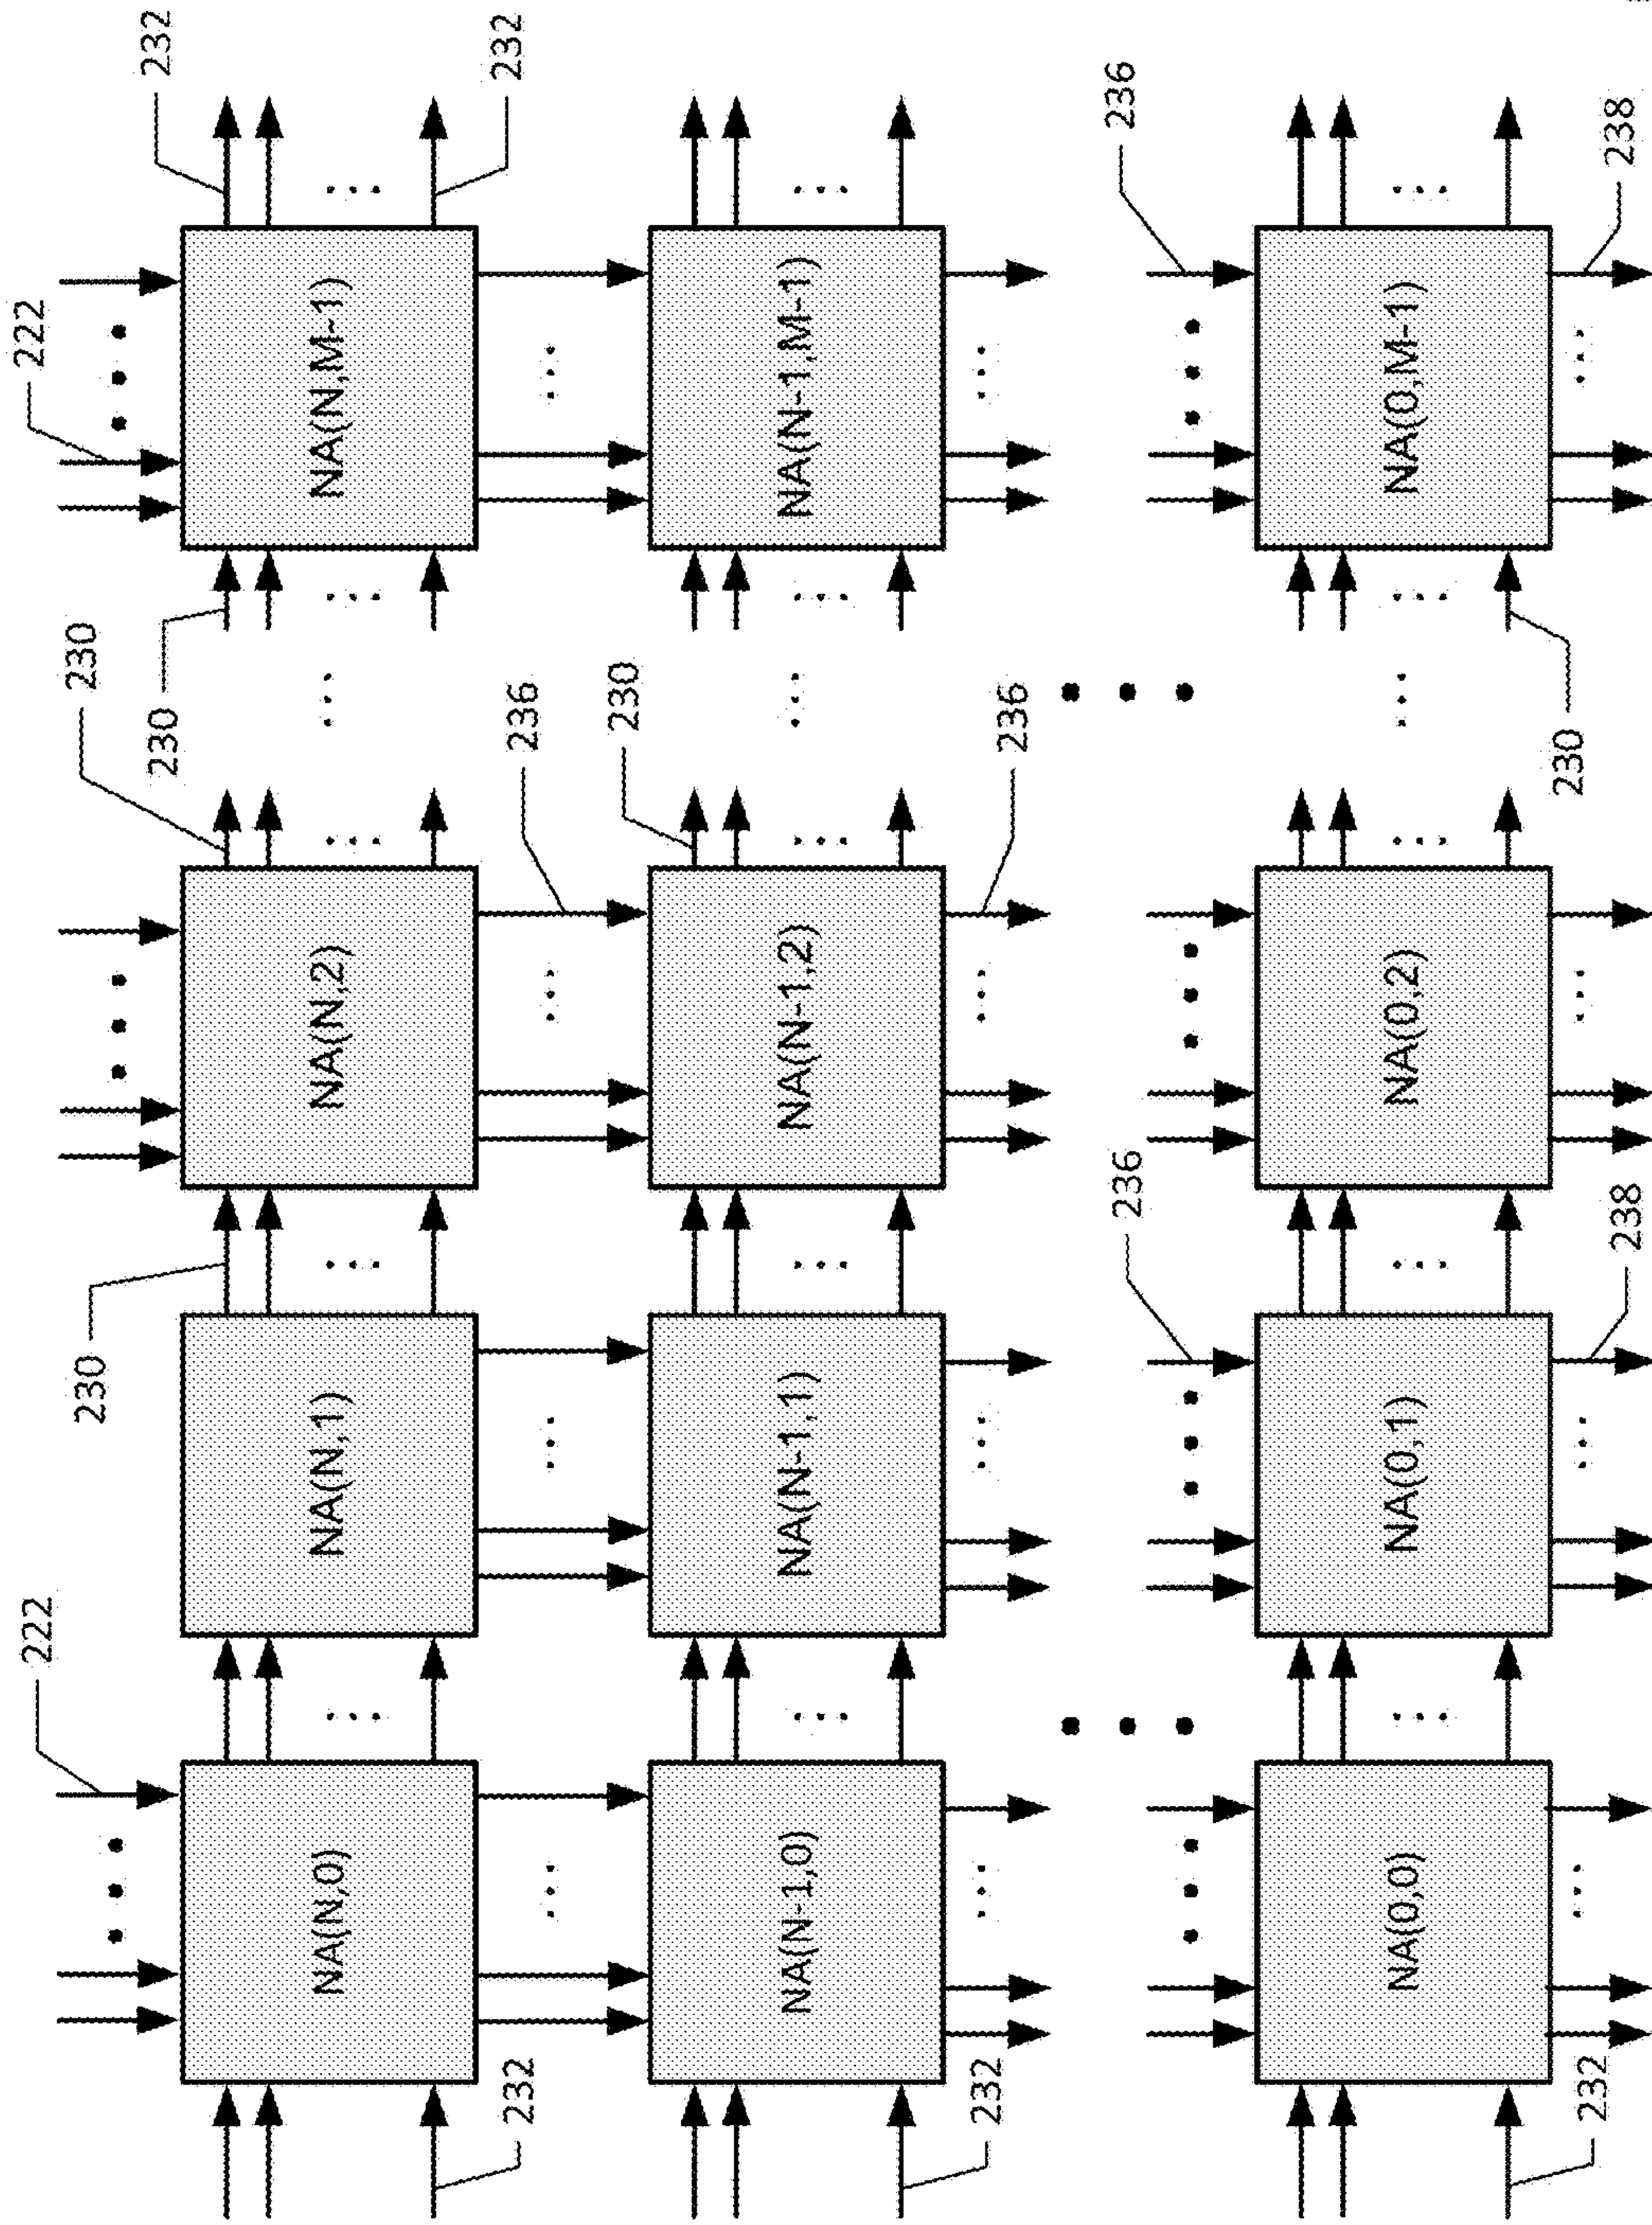 222
222
230
230
230
232
NA(N,0)
NA(N,1)
NA(N,2)
NA(N,M-1)
232
236
232
230
NA(N-1,0)
NA(N-1,1)
NA(N-1,2)
NA(N-1,M-1)
232
236
236
236
NA(0,0)
NA(0,1)
NA(0,2)
NA(0,M-1)
232
230
238
238